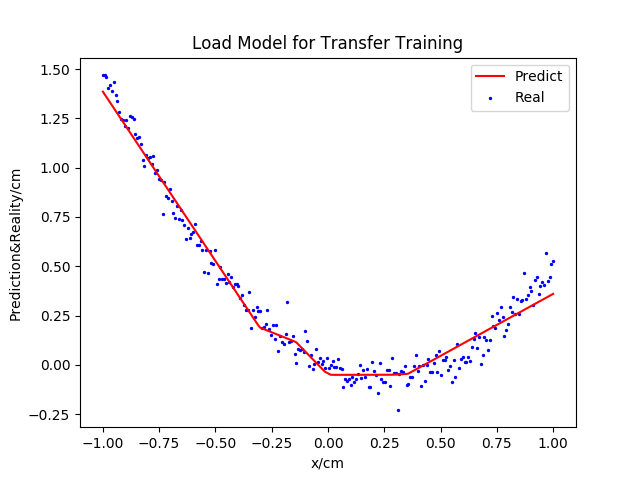 Load Model for Transfer Training
Predict
Real
Prediction&Reality/cm
1.50
1.25
1.00
0.75
0.50
0.25
0.00
−0.25
−1.00 −0.75 −0.50 −0.25 0.00 0.25 0.50 0.75 1.00
x/cm